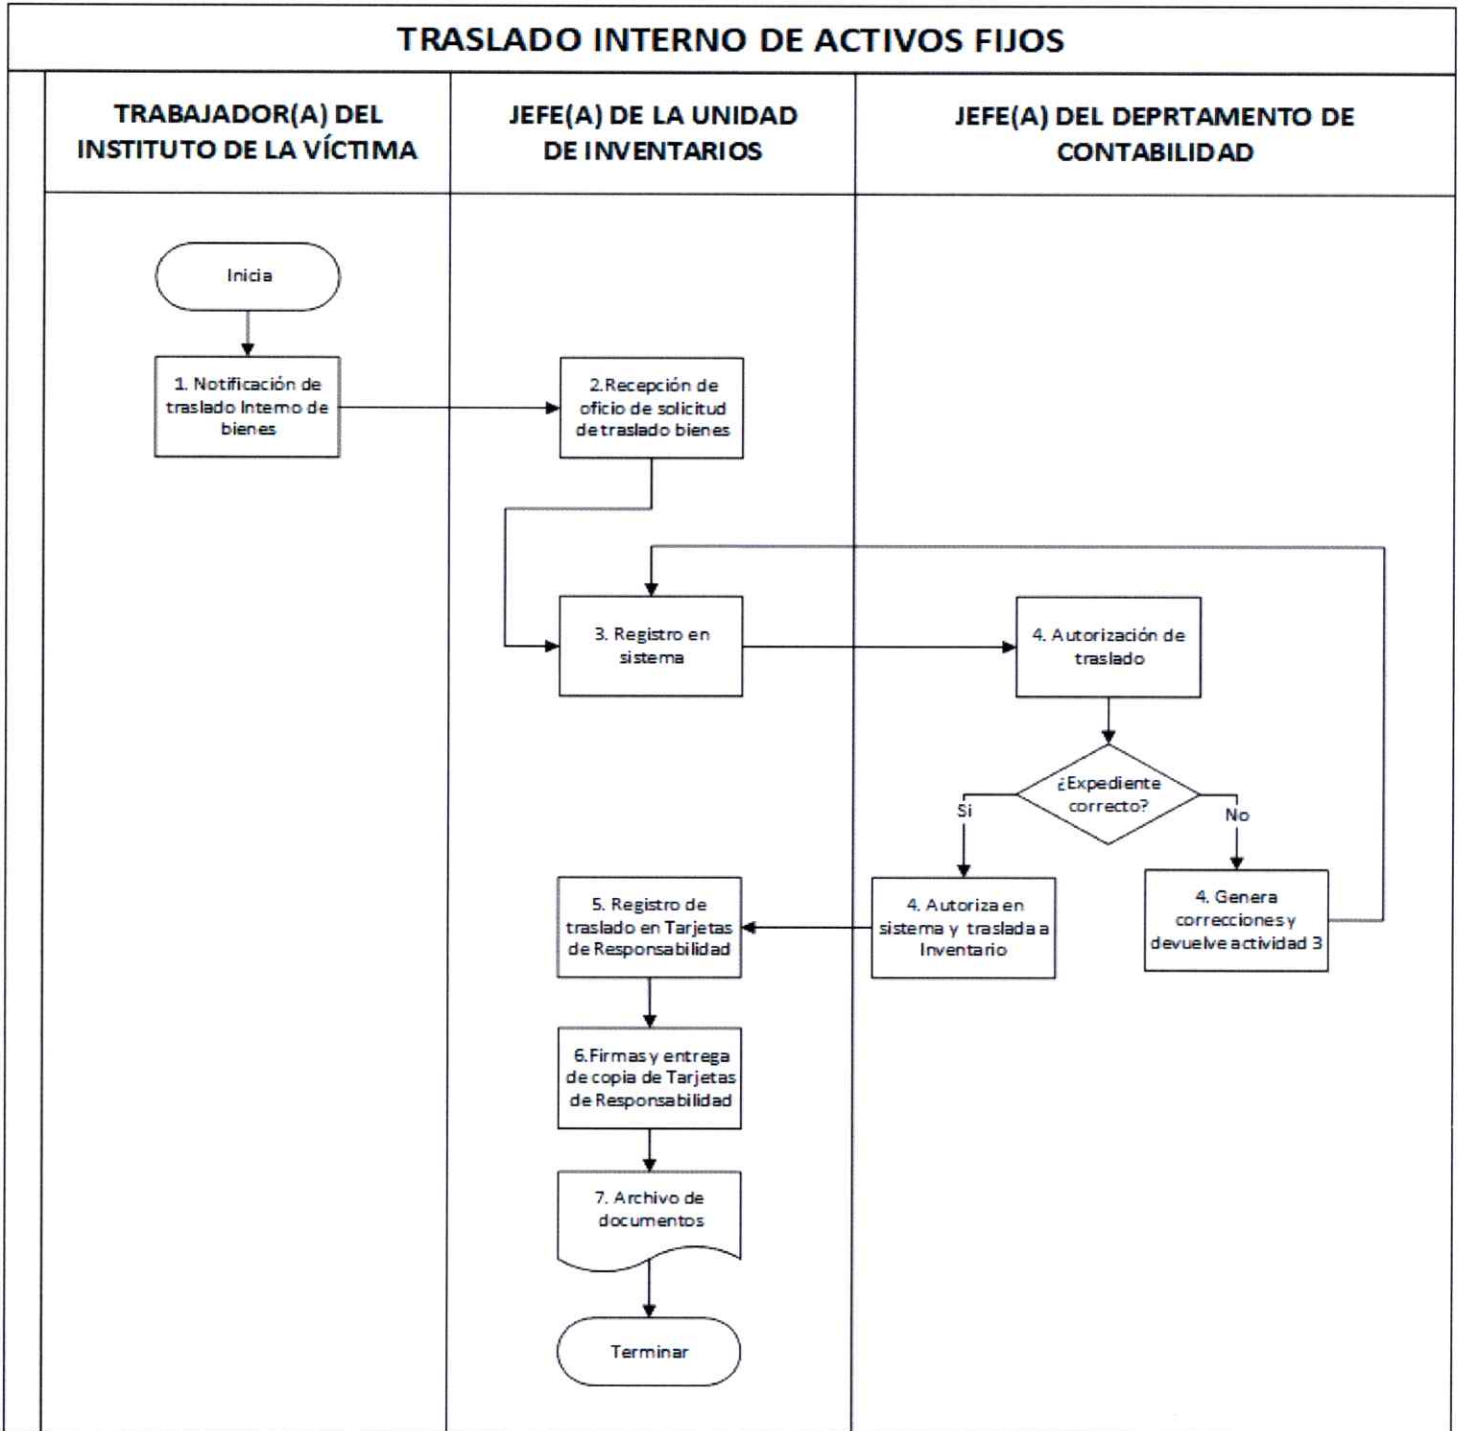 TRASLADO INTERNO DE ACTIVOS FIJOS
TRABAJADOR(A) DEL
INSTITUTO DE LA VÍCTIMA
JEFE(A) DE LA UNIDAD
DE INVENTARIOS
JEFE(A) DEL DEPRTAMENTO DE
CONTABILIDAD
Inicia
1. Notificación de
traslado Interno de
bienes
2.Recepción de
oficio de solicitud
de traslado bienes
3. Registro en
sistema
4. Autorización de
traslado
¿Expediente
correcto?
Si
No
5. Registro de
traslado en Tarjetas
de Responsabilidad
4. Autoriza en
sistema y traslada a
Inventario
4. Genera
correcciones y
devuelve actividad 3
6.Firmas y entrega
de copia de Tarjetas
de Responsabilidad
7. Archivo de
documentos
Terminar